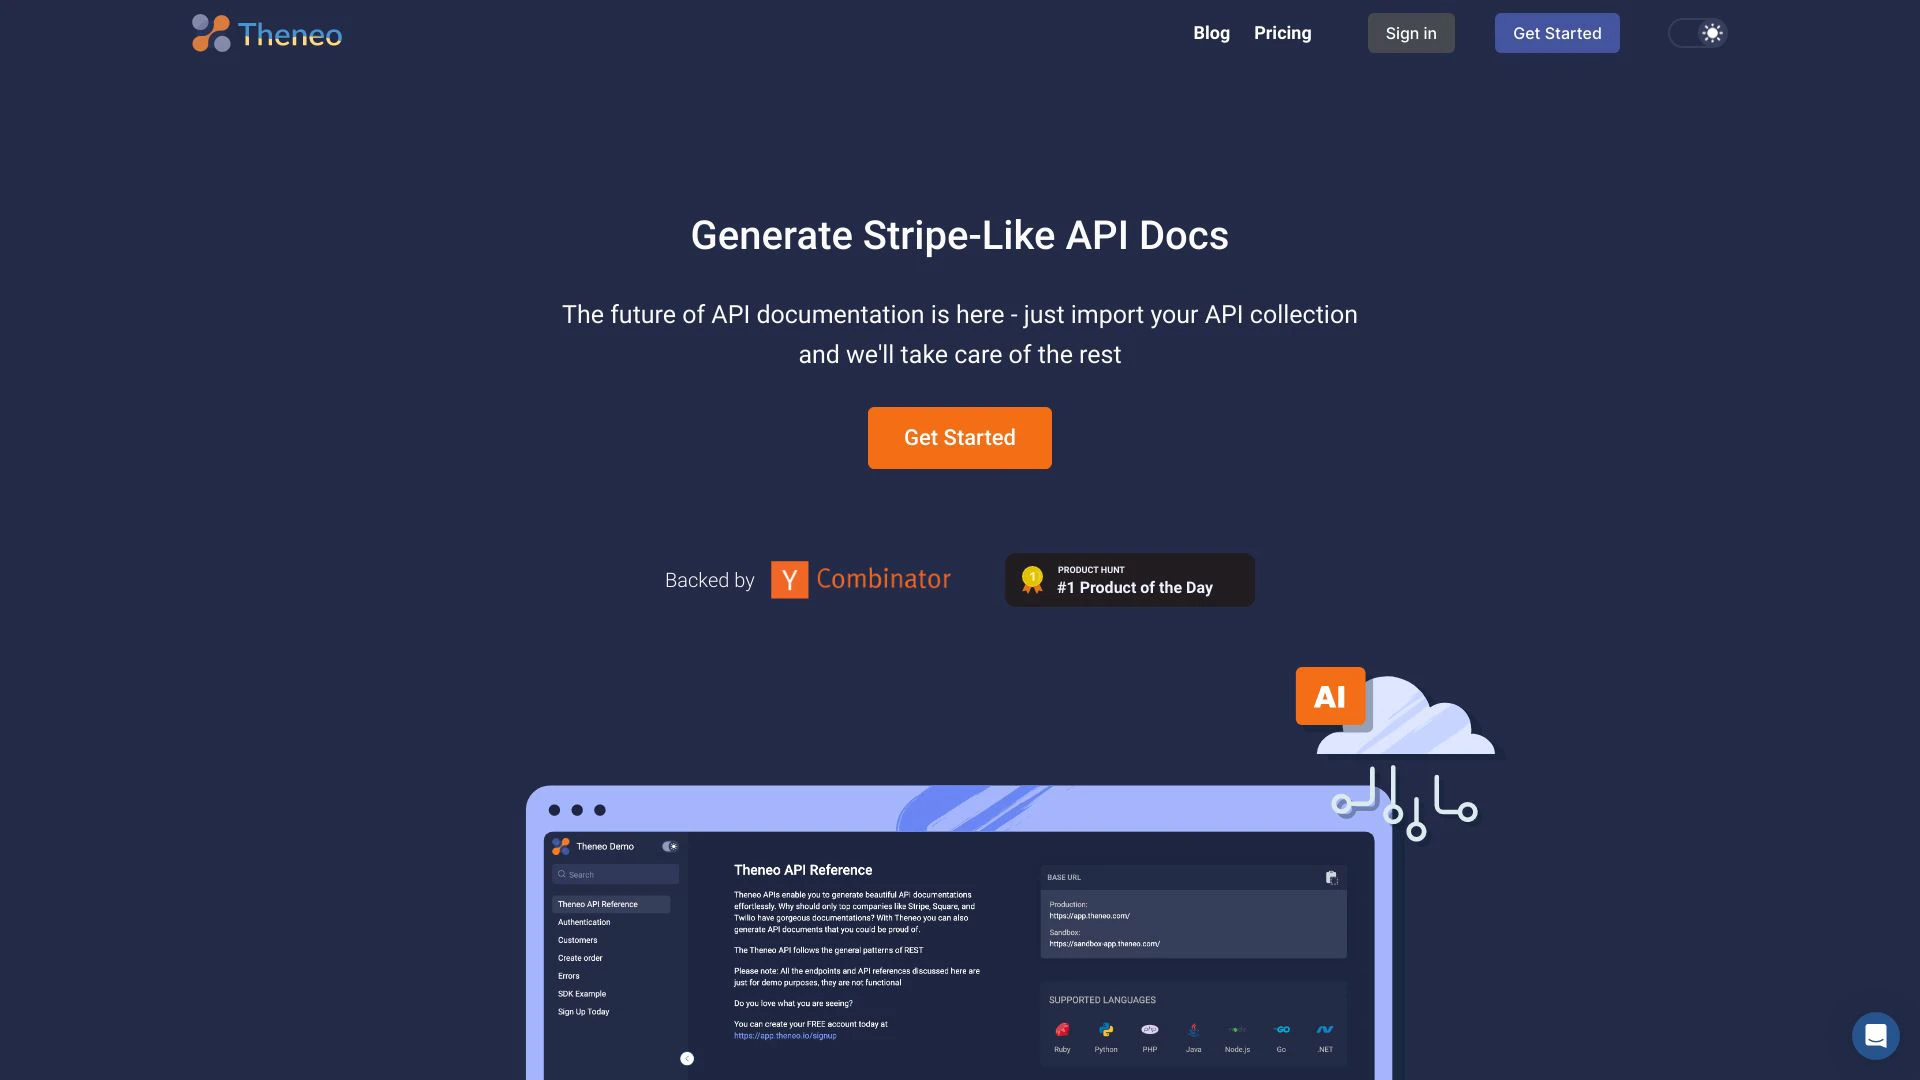 Theneo
Blog
Pricing
Sign in
Get Started
Generate Stripe-Like API Docs
The future of API documentation is here - just import your API collection
and we'll take care of the rest
Get Started
Backed by
Y Combinator
1
PRODUCT HUNT
#1 Product of the Day
AI
Theneo Demo
Search
Theneo API Reference
Authentication
Customers
Create order
Errors
SDK Example
Sign Up Today
Theneo API Reference
Theneo APIs enable you to generate beautiful API documentations
effortlessly. Why should only top companies like Stripe, Square, and
Twilio have gorgeous documentations? With Theneo you can also
generate API documents that you could be proud of.
The Theneo API follows the general patterns of REST
Please note: All the endpoints and API references discussed here are
just for demo purposes, they are not functional
Do you love what you are seeing?
You can create your FREE account today at
https://app.theneo.io/signup
BASE URL
Production:
https://app.theneo.com/
Sandbox:
https://sandbox-app.theneo.com/
SUPPORTED LANGUAGES
php
node
GO
Ruby
Python
PHP
Java
Node.js
Go
.NET